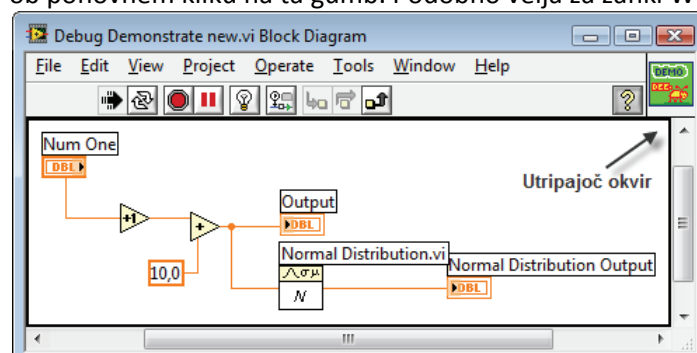 Debug Demonstrate new.vi Block Diagram
File Edit View Project Operate Tools Window Help
DEMO
Num One
DBL
Utripajoč okvir
+1
+
Output
DBL
10,0
Normal Distribution.vi
σμ
N
Normal Distribution Output
DBL